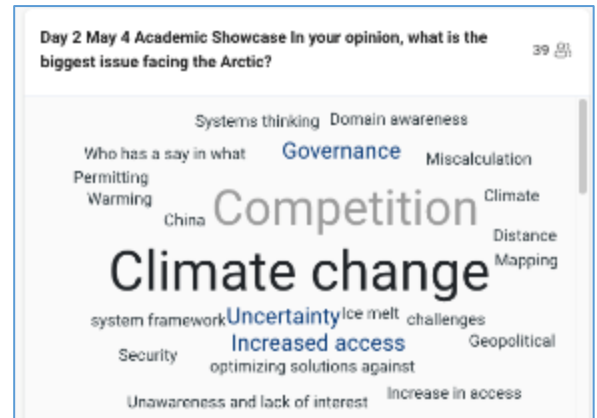 Day 2 May 4 Academic Showcase In your opinion, what is the
biggest issue facing the Arctic?
39
Systems thinking Domain awareness
Who has a say in what Governance Miscalculation
Permitting
Warming Climate
China Competition
Distance
Climate change Mapping
system framework Uncertainty Ice melt challenges
Increased access Geopolitical
Security
optimizing solutions against
Unawareness and lack of interest Increase in access